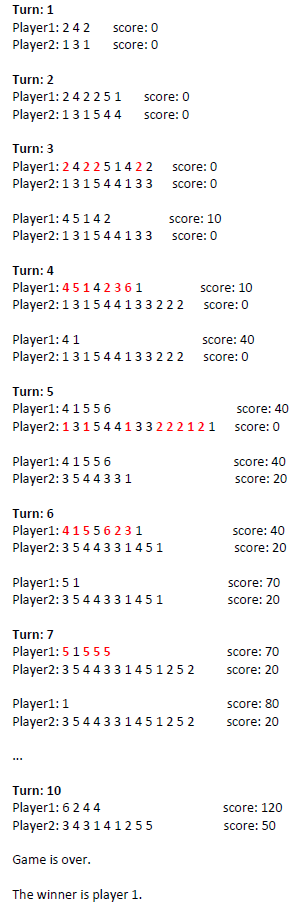 Turn: 1
Player1: 2 4 2 score: 0
Player1: 1 3 1 score: 0
Turn: 2
Player1: 2 4 2 2 5 1 score: 0
Player2: 1 3 1 5 4 4 score: 0
Turn: 3
Player1: 2 4 2 2 5 1 4 2 2 score: 0
Player2: 1 3 1 5 4 4 1 3 3 score: 0
Player1: 4 5 1 4 2 score: 10
Player2: 1 3 1 5 4 4 1 3 3 score: 0
Turn: 4
Player1: 4 5 1 4 2 3 6 1 score: 10
Player2: 1 3 1 5 4 4 1 3 3 2 2 2 score: 0
Player1: 4 1 score: 40
Player2: 1 3 1 5 4 4 1 3 3 2 2 2 score: 0
Turn: 5
Player1: 4 1 5 5 6 score: 40
Player2: 1 3 1 5 4 4 1 3 3 2 2 2 1 2 1 score: 0
Player1: 4 1 5 5 6 score: 40
Player2: 3 5 4 4 3 3 1 score: 20
Turn: 6
Player1: 4 1 5 5 6 2 3 1 score: 40
Player2: 3 5 4 4 3 3 1 4 5 1 score: 20
Player1: 5 1 score: 70
Player2: 3 5 4 4 3 3 1 4 5 1 score: 20
Turn: 7
Player1: 5 1 5 5 5 score: 70
Player2: 3 5 4 4 3 3 1 4 5 1 2 5 2 score: 20
Player1: 1 score: 80
Player2: 3 5 4 4 3 3 1 4 5 1 2 5 2 score: 20
...
Turn: 10
Player1: 6 2 4 4 score: 120
Player2: 3 4 3 1 4 1 2 5 5 score: 50
Game is over.
The winner is player 1.